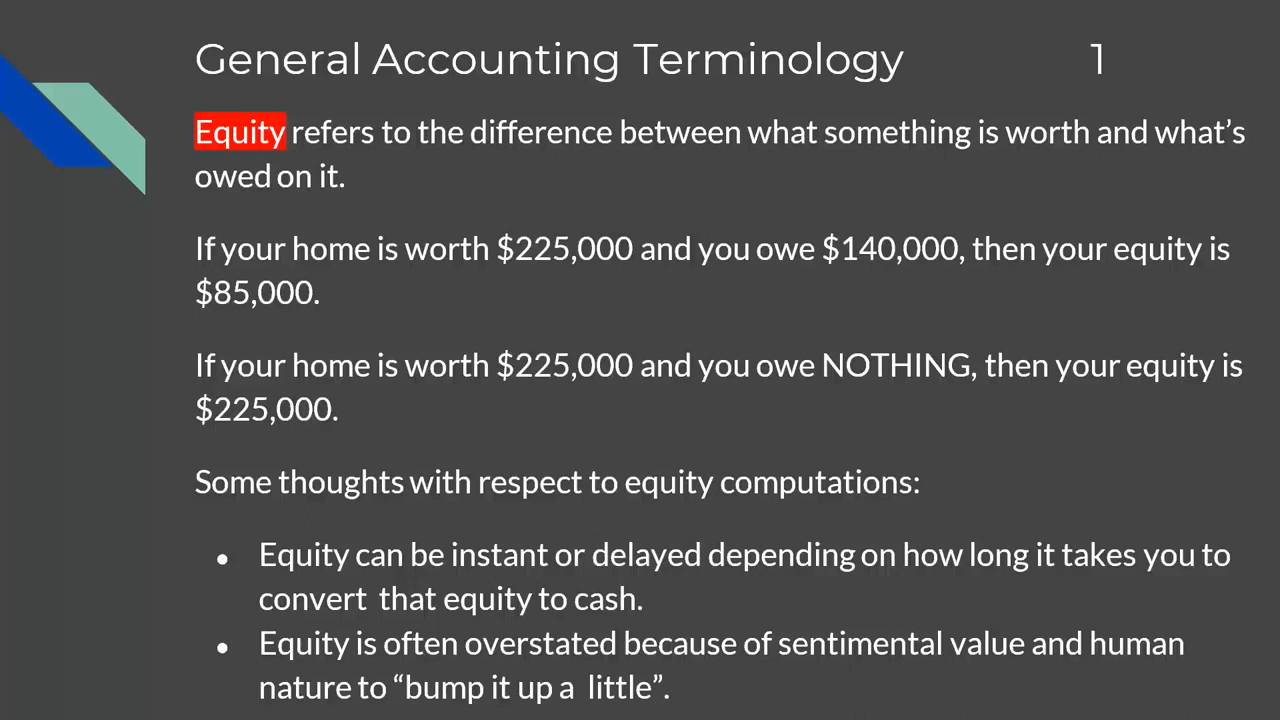 General Accounting Terminology 1
Equity refers to the difference between what something is worth and what’s
owed on it.
If your home is worth $225,000 and you owe $140,000, then your equity is
$85,000.
If your home is worth $225,000 and you owe NOTHING, then your equity is
$225,000.
Some thoughts with respect to equity computations:
● Equity can be instant or delayed depending on how long it takes you to
convert that equity to cash.
● Equity is often overstated because of sentimental value and human
nature to “bump it up a little”.